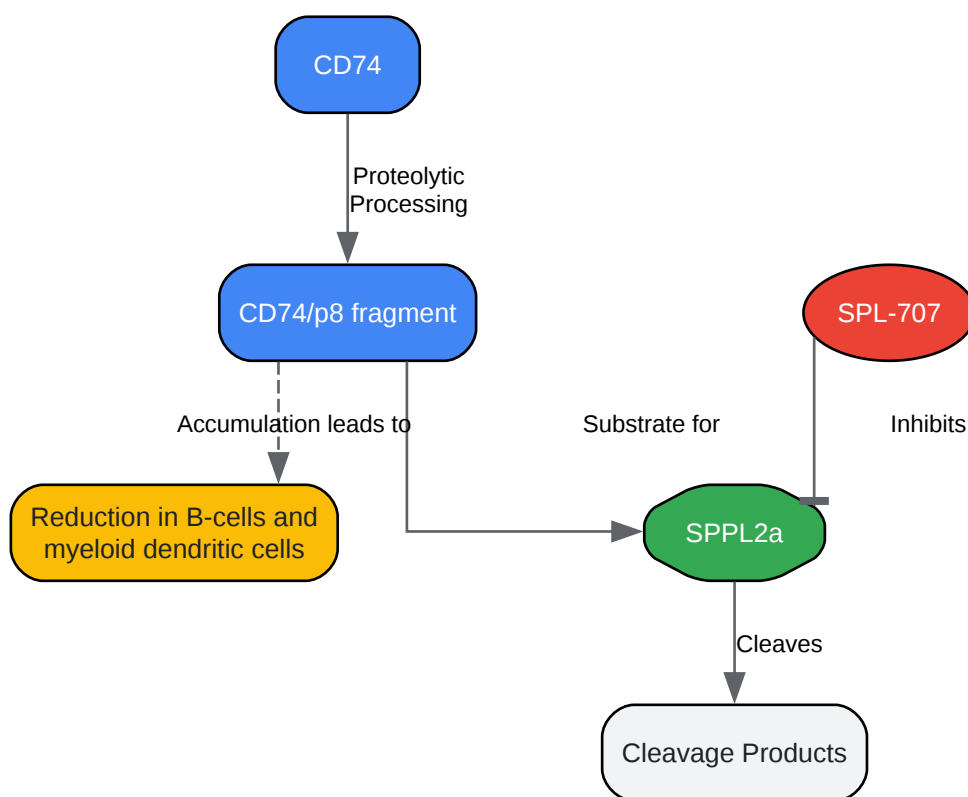 CD74
Proteolytic
Processing
CD74/p8 fragment
SPL-707
Accumulation leads to
Substrate for
Inhibits
Reduction in B-cells and
myeloid dendritic cells
SPPL2a
Cleaves
Cleavage Products